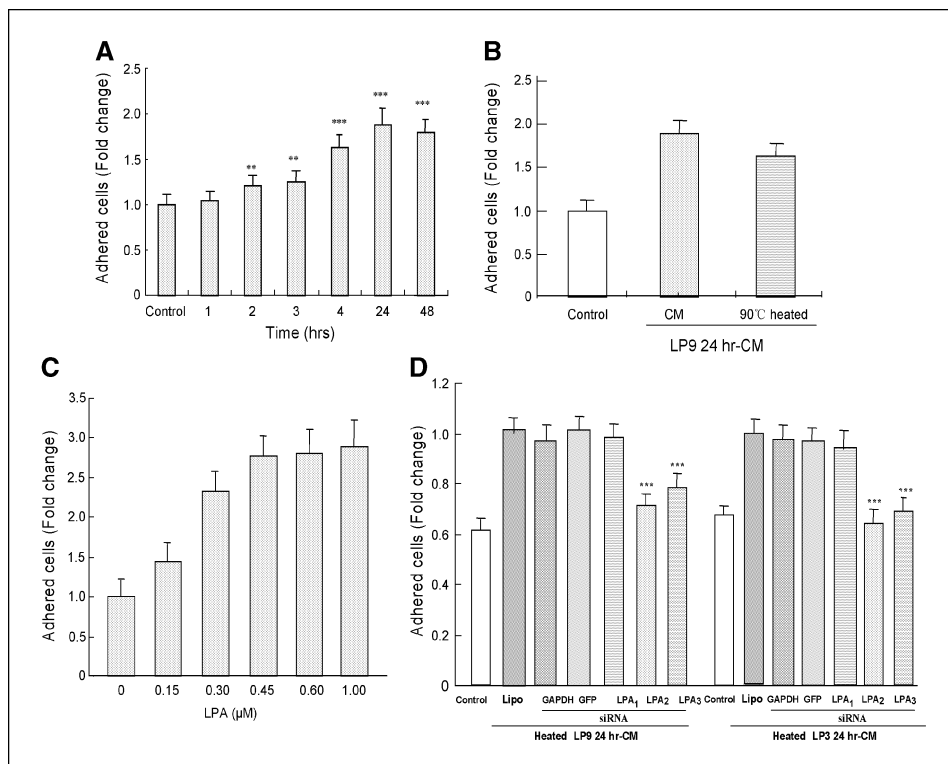 A
Adhered cells (Fold change)
2.5
2.0
1.5
1.0
0.5
0
** ** *** *** ***
Control 1 2 3 4 24 48
Time (hrs)
B
Adhered cells (Fold change)
2.5
2.0
1.5
1.0
0.5
0
Control CM 90℃ heated
LP9 24 hr-CM
C
Adhered cells (Fold change)
3.5
3.0
2.5
2.0
1.5
1.0
0.5
0
0 0.15 0.30 0.45 0.60 1.00
LPA (μM)
D
Adhered cells (Fold change)
1.2
1.0
0.8
0.6
0.4
0.2
0
*** *** *** ***
Control Lipo GAPDH GFP LPA₁ LPA₂ LPA₃ Control Lipo GAPDH GFP LPA₁ LPA₂ LPA₃
siRNA siRNA
Heated LP9 24 hr-CM Heated LP3 24 hr-CM